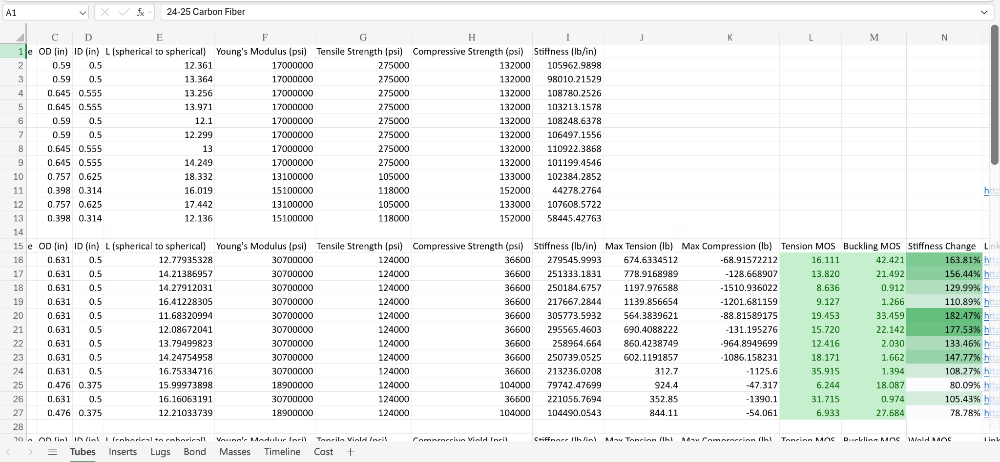 A1 fx 24-25 Carbon Fiber
C D E F G H I J K L M N
1 e OD (in) ID (in) L (spherical to spherical) Young's Modulus (psi) Tensile Strength (psi) Compressive Strength (psi) Stiffness (lb/in)
2 0.59 0.5 12.361 17000000 275000 132000 105962.9898
3 0.59 0.5 13.364 17000000 275000 132000 98010.21529
4 0.645 0.555 13.256 17000000 275000 132000 108780.2526
5 0.645 0.555 13.971 17000000 275000 132000 103213.1578
6 0.59 0.5 12.1 17000000 275000 132000 108248.6378
7 0.59 0.5 12.299 17000000 275000 132000 106497.1556
8 0.645 0.555 13 17000000 275000 132000 110922.3868
9 0.645 0.555 14.249 17000000 275000 132000 101199.4546
10 0.757 0.625 18.332 13100000 105000 133000 102384.2852
11 0.398 0.314 16.019 15100000 118000 152000 44278.2764 http
12 0.757 0.625 17.442 13100000 105000 133000 107608.5722
13 0.398 0.314 12.136 15100000 118000 152000 58445.42763
14
15 e OD (in) ID (in) L (spherical to spherical) Young's Modulus (psi) Tensile Strength (psi) Compressive Strength (psi) Stiffness (lb/in) Max Tension (lb) Max Compression (lb) Tension MOS Buckling MOS Stiffness Change Link
16 0.631 0.5 12.77935328 30700000 124000 36600 279545.9993 674.6334512 -68.91572212 16.111 42.421 163.81% http
17 0.631 0.5 14.21386957 30700000 124000 36600 251333.1831 778.9168989 -128.668907 13.820 21.492 156.44% http
18 0.631 0.5 14.27912031 30700000 124000 36600 250184.6757 1197.976588 -1510.936022 8.636 0.912 129.99% http
19 0.631 0.5 16.41228305 30700000 124000 36600 217667.2844 1139.856654 -1201.681159 9.127 1.266 110.89% http
20 0.631 0.5 11.68320994 30700000 124000 36600 305773.5932 564.3839621 -88.81589175 19.453 33.459 182.47% http
21 0.631 0.5 12.08672041 30700000 124000 36600 295565.4603 690.4088222 -131.195276 15.720 22.142 177.53% http
22 0.631 0.5 13.79499823 30700000 124000 36600 258964.664 860.4238749 -964.8949699 12.416 2.030 133.46% http
23 0.631 0.5 14.24754958 30700000 124000 36600 250739.0525 602.1191857 -1086.158231 18.171 1.662 147.77% http
24 0.631 0.5 16.75334716 30700000 124000 36600 213236.0208 312.7 -1125.6 35.915 1.394 108.27% http
25 0.476 0.375 15.99973898 18900000 124000 104000 79742.47699 924.4 -47.317 6.244 18.087 80.09% http
26 0.631 0.5 16.16063191 30700000 124000 36600 221056.7694 352.85 -1390.1 31.715 0.974 105.43% http
27 0.476 0.375 12.21033739 18900000 124000 104000 104490.0543 844.11 -54.061 6.933 27.684 78.78% http
28
29 e OD (in) ID (in) L (spherical to spherical) Young's Modulus (psi) Tensile Yield (psi) Compressive Yield (psi) Stiffness (lb/in) Max Tension (lb) Max Compression (lb) Tension MOS Buckling MOS Weld MOS Link
Tubes Inserts Lugs Bond Masses Timeline Cost +